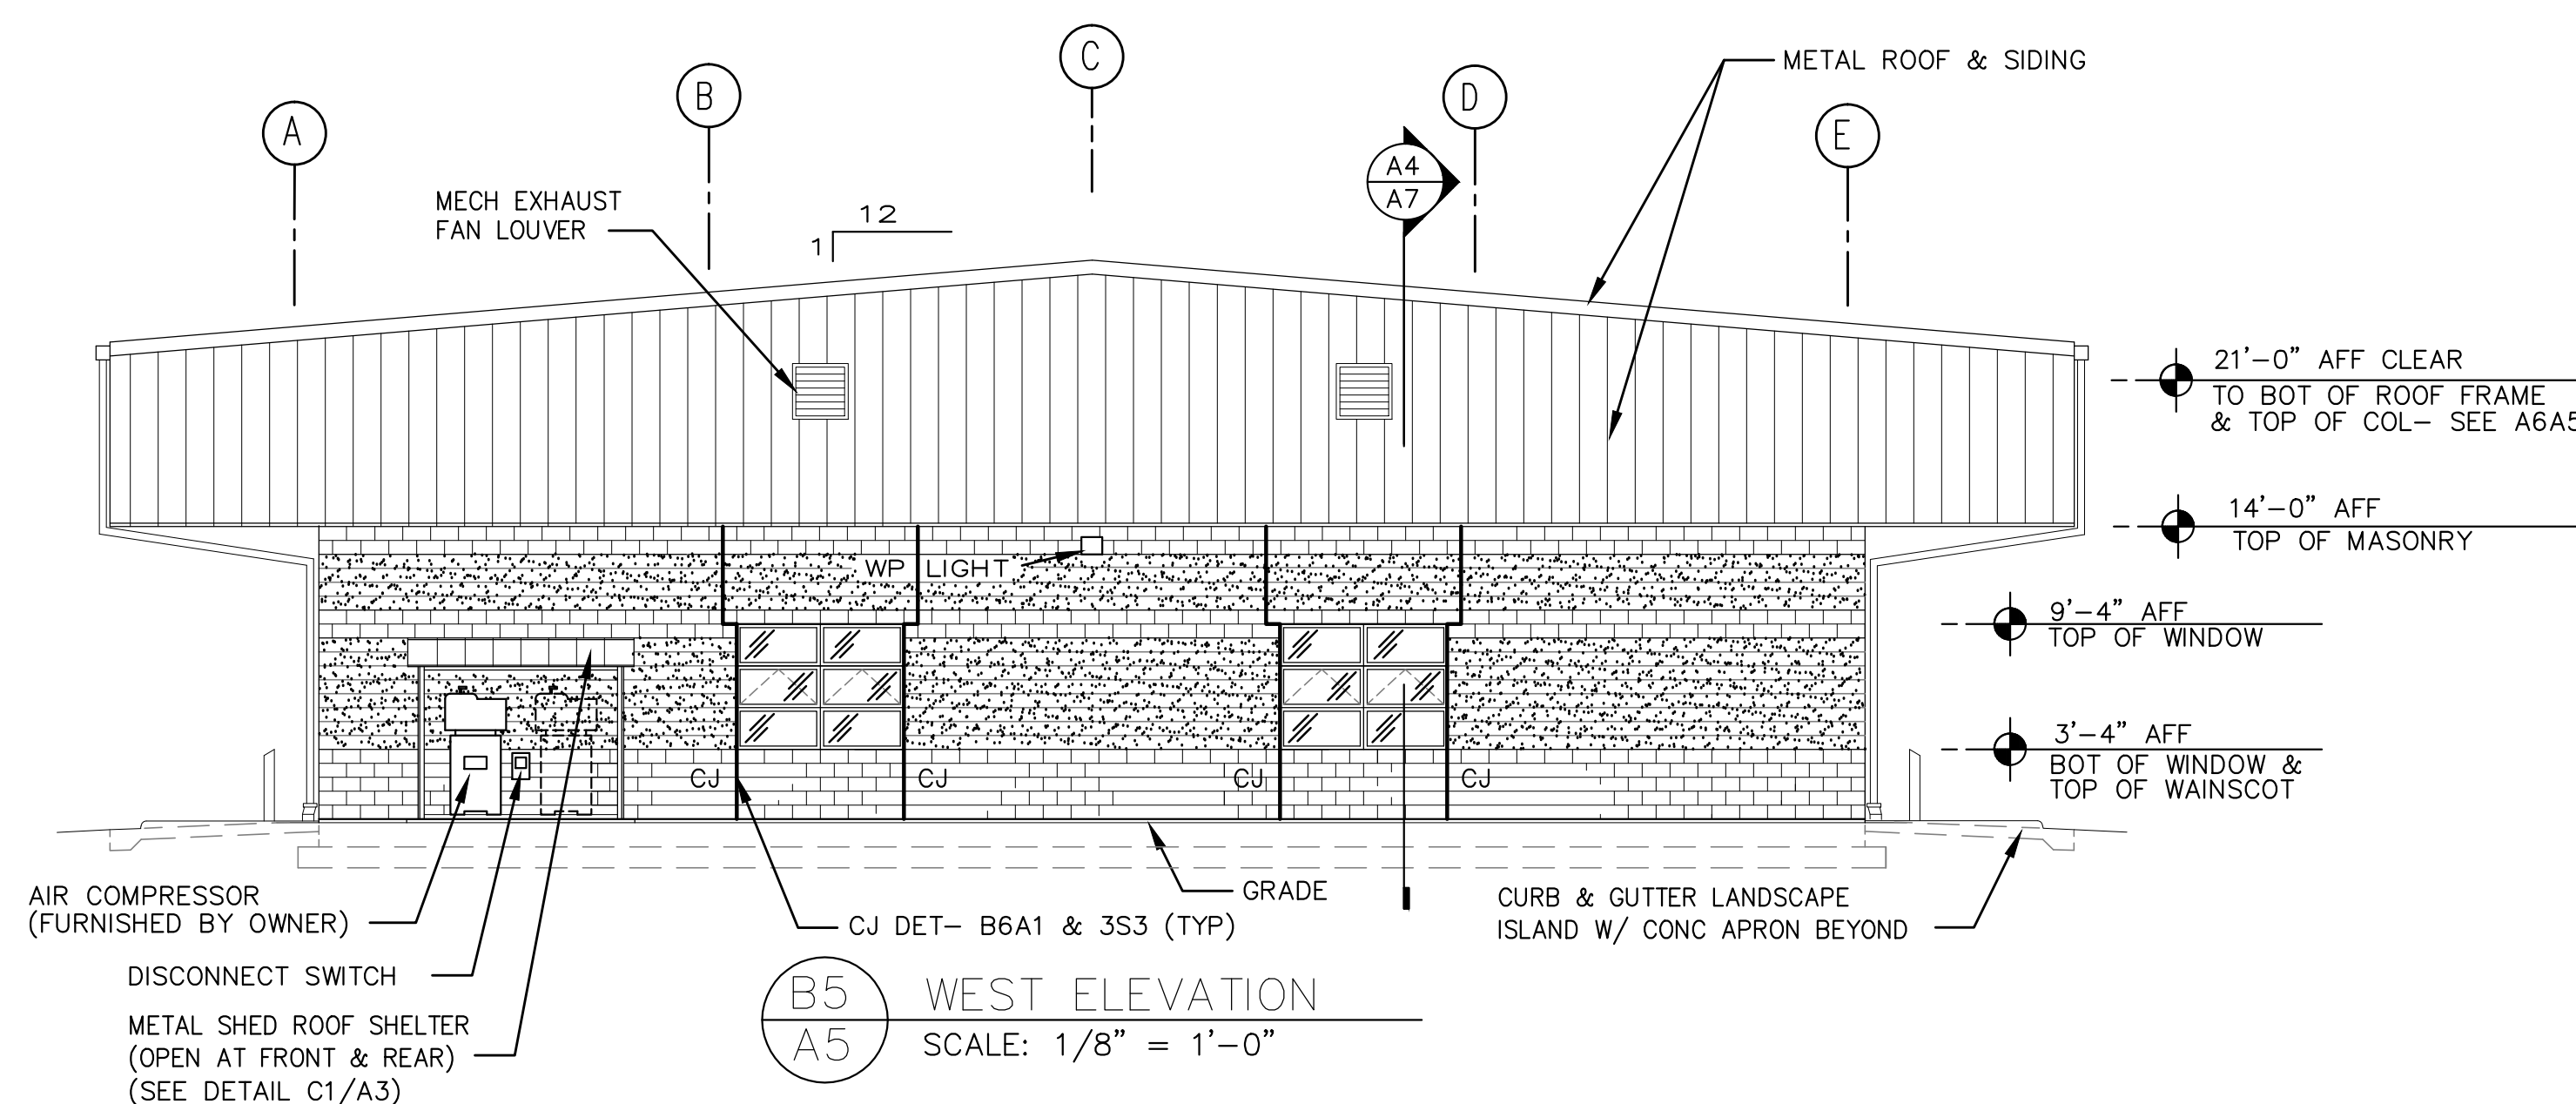 A
B
C
D
E
METAL ROOF & SIDING
A4
A7
MECH EXHAUST
FAN LOUVER
12
1
21'-0" AFF CLEAR
TO BOT OF ROOF FRAME
& TOP OF COL- SEE A6A5
14'-0" AFF
TOP OF MASONRY
WP LIGHT
9'-4" AFF
TOP OF WINDOW
3'-4" AFF
BOT OF WINDOW &
TOP OF WAINSCOT
CJ
CJ
CJ
CJ
AIR COMPRESSOR
(FURNISHED BY OWNER)
GRADE
CJ DET- B6A1 & 3S3 (TYP)
CURB & GUTTER LANDSCAPE
ISLAND W/ CONC APRON BEYOND
DISCONNECT SWITCH
METAL SHED ROOF SHELTER
(OPEN AT FRONT & REAR)
(SEE DETAIL C1/A3)
B5
A5
WEST ELEVATION
SCALE: 1/8" = 1'-0"